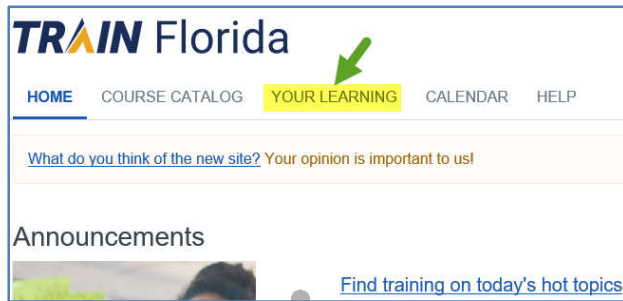 TRAIN Florida
HOME COURSE CATALOG YOUR LEARNING CALENDAR HELP
What do you think of the new site? Your opinion is important to us!
Announcements
Find training on today's hot topics